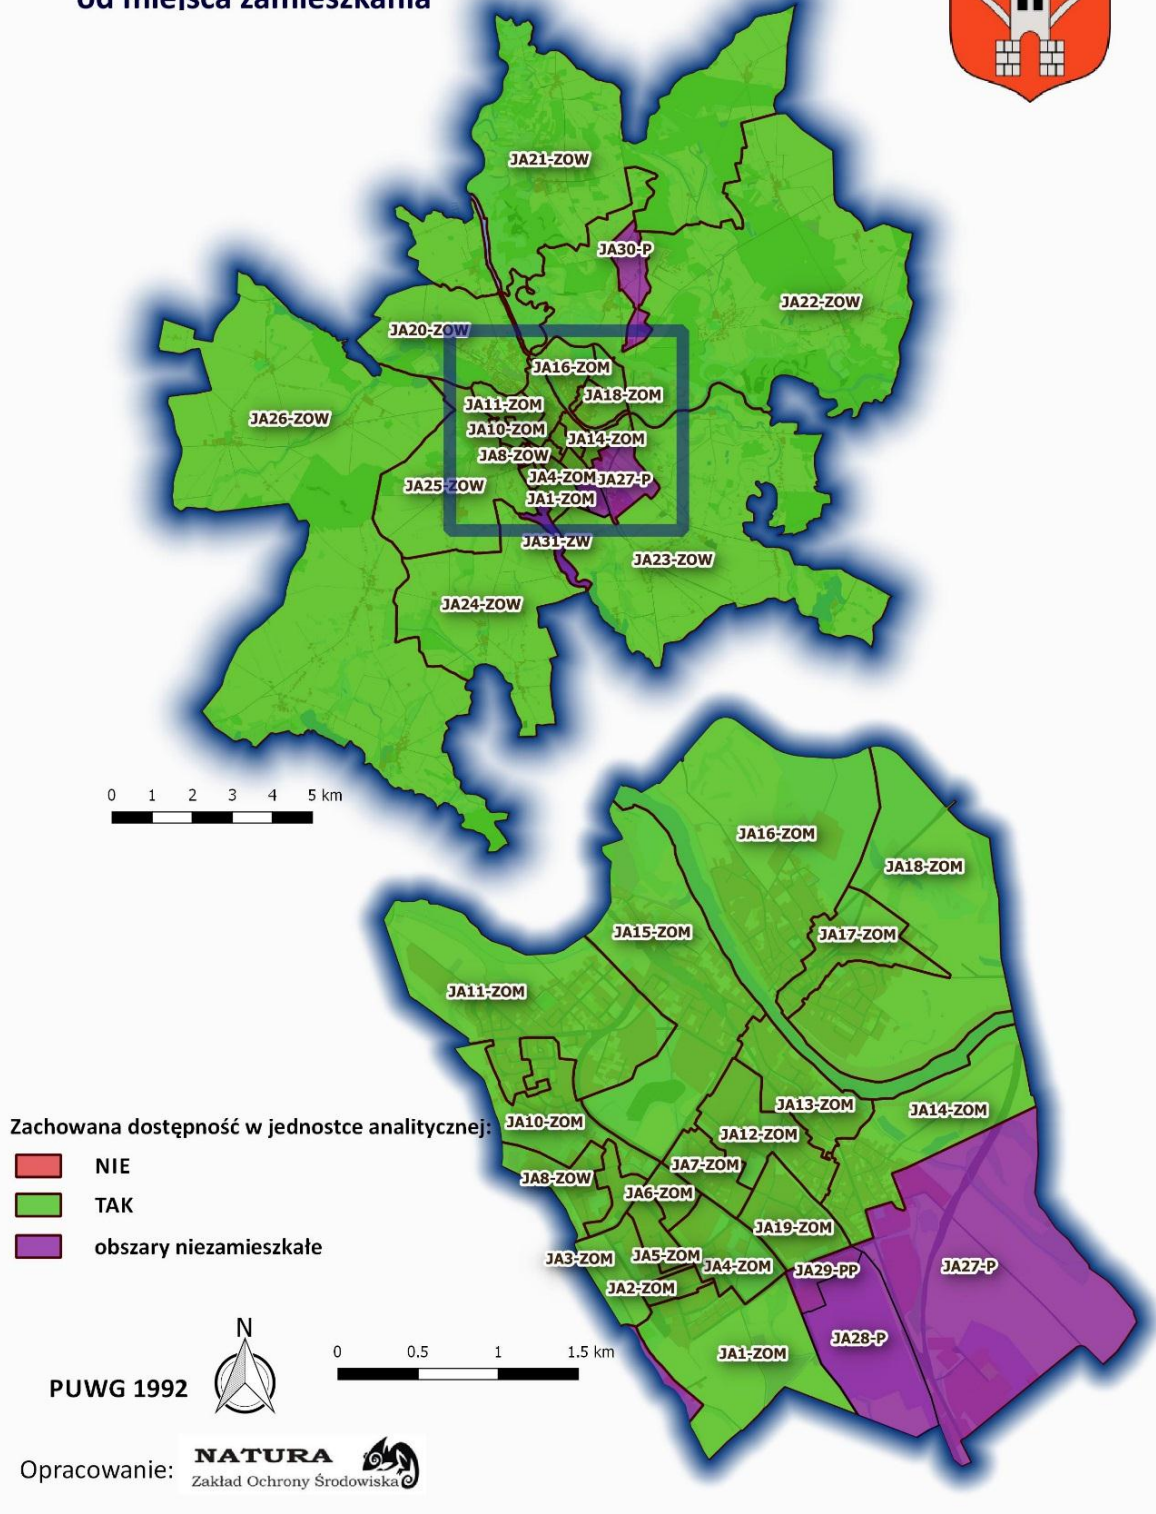 od miejsca zamieszkania
JA21-ZOW
JA30-P
JA22-ZOW
JA20-ZOW
JA16-ZOM
JA18-ZOM
JA11-ZOM
JA26-ZOW
JA10-ZOM
JA14-ZOM
JA8-ZOW
JA4-ZOM
JA27-P
JA25-ZOW
JA1-ZOM
JA31-ZW
JA23-ZOW
JA24-ZOW
0 1 2 3 4 5 km
JA16-ZOM
JA18-ZOM
JA15-ZOM
JA17-ZOM
JA11-ZOM
JA13-ZOM
JA14-ZOM
JA10-ZOM
JA12-ZOM
JA7-ZOM
JA8-ZOW
JA6-ZOM
JA19-ZOM
JA3-ZOM
JA5-ZOM
JA4-ZOM
JA29-PP
JA27-P
JA2-ZOM
JA28-P
JA1-ZOM
Zachowana dostępność w jednostce analitycznej:
NIE
TAK
obszary niezamieszkałe
N
PUWG 1992
0 0.5 1 1.5 km
Opracowanie:
NATURA
Zakład Ochrony Środowiska